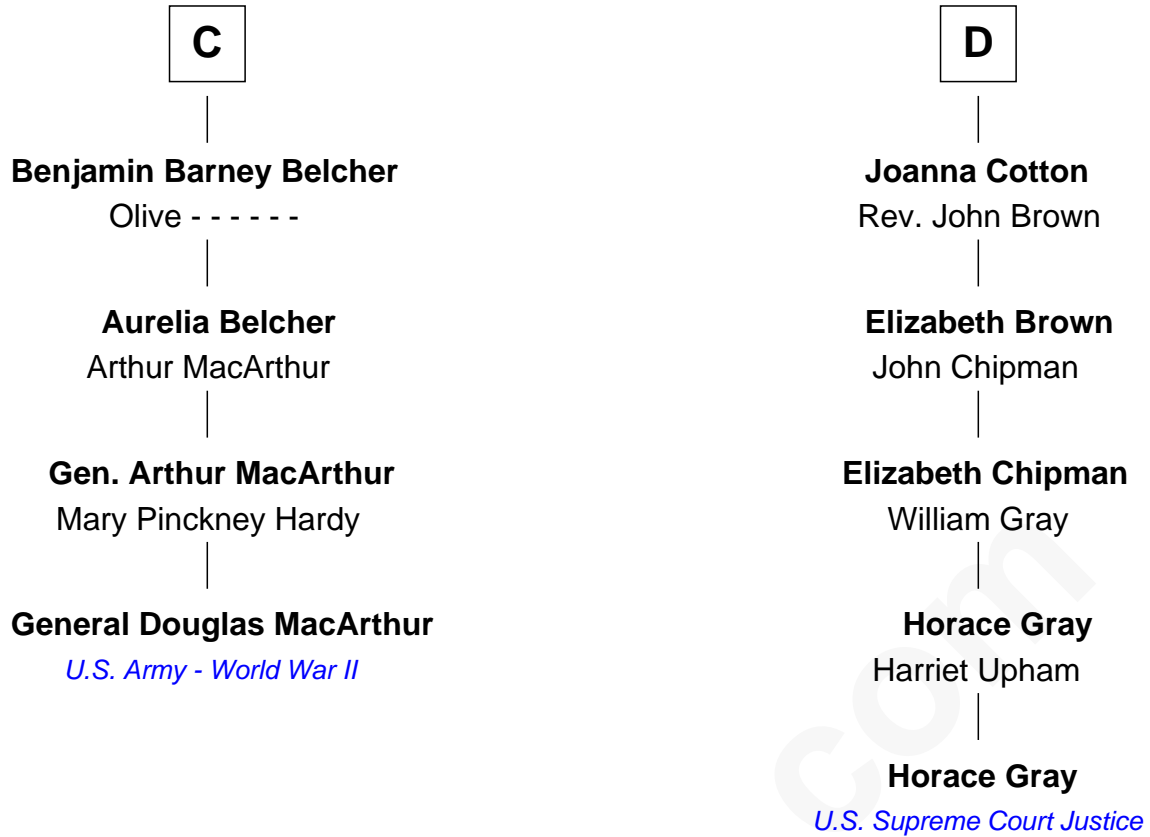 C
Benjamin Barney Belcher
Olive - - - - - -
Aurelia Belcher
Arthur MacArthur
Gen. Arthur MacArthur
Mary Pinckney Hardy
General Douglas MacArthur
U.S. Army - World War II
D
Joanna Cotton
Rev. John Brown
Elizabeth Brown
John Chipman
Elizabeth Chipman
William Gray
Horace Gray
Harriet Upham
Horace Gray
U.S. Supreme Court Justice
com